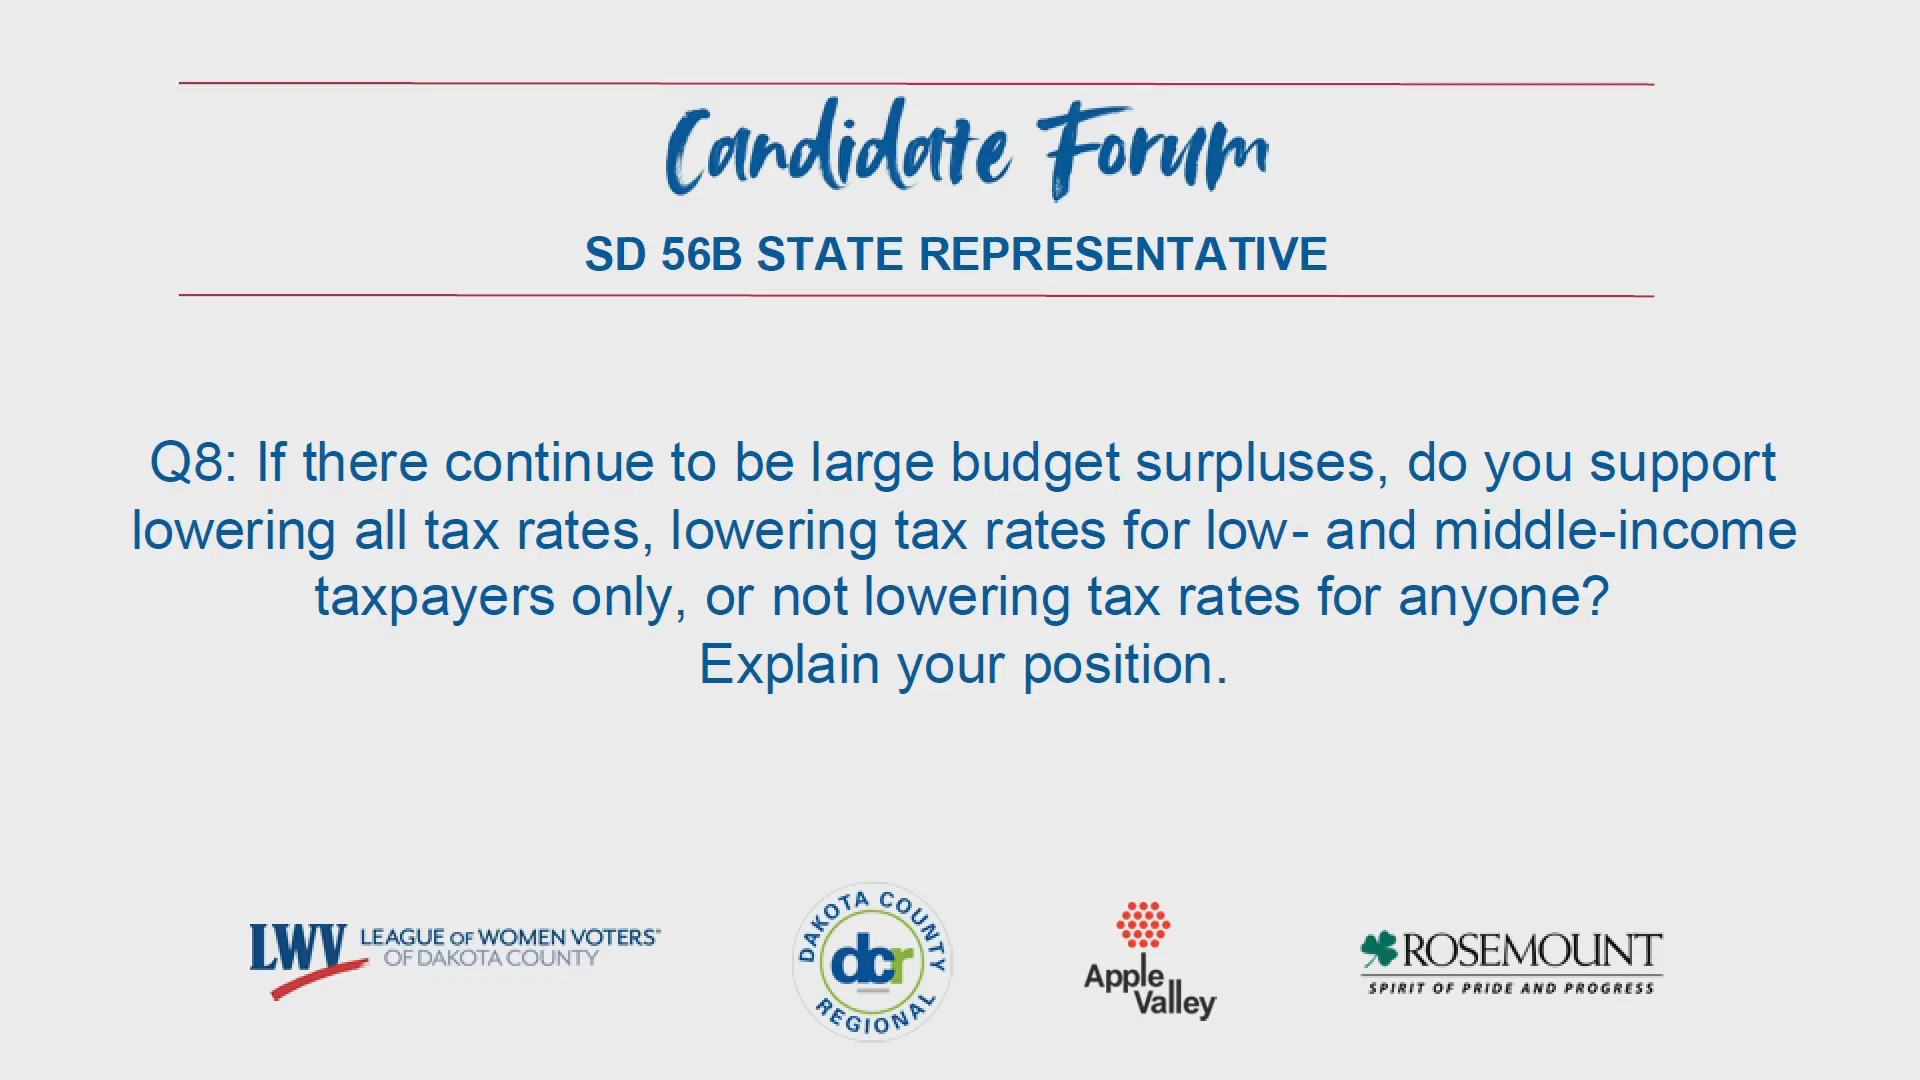 Candidate Forum
SD 56B STATE REPRESENTATIVE
Q8: If there continue to be large budget surpluses, do you support
lowering all tax rates, lowering tax rates for low- and middle-income
taxpayers only, or not lowering tax rates for anyone?
Explain your position.
LWV LEAGUE OF WOMEN VOTERS®
OF DAKOTA COUNTY
DAKOTA COUNTY
dcr
REGIONAL
Apple
Valley
ROSEMOUNT
SPIRIT OF PRIDE AND PROGRESS